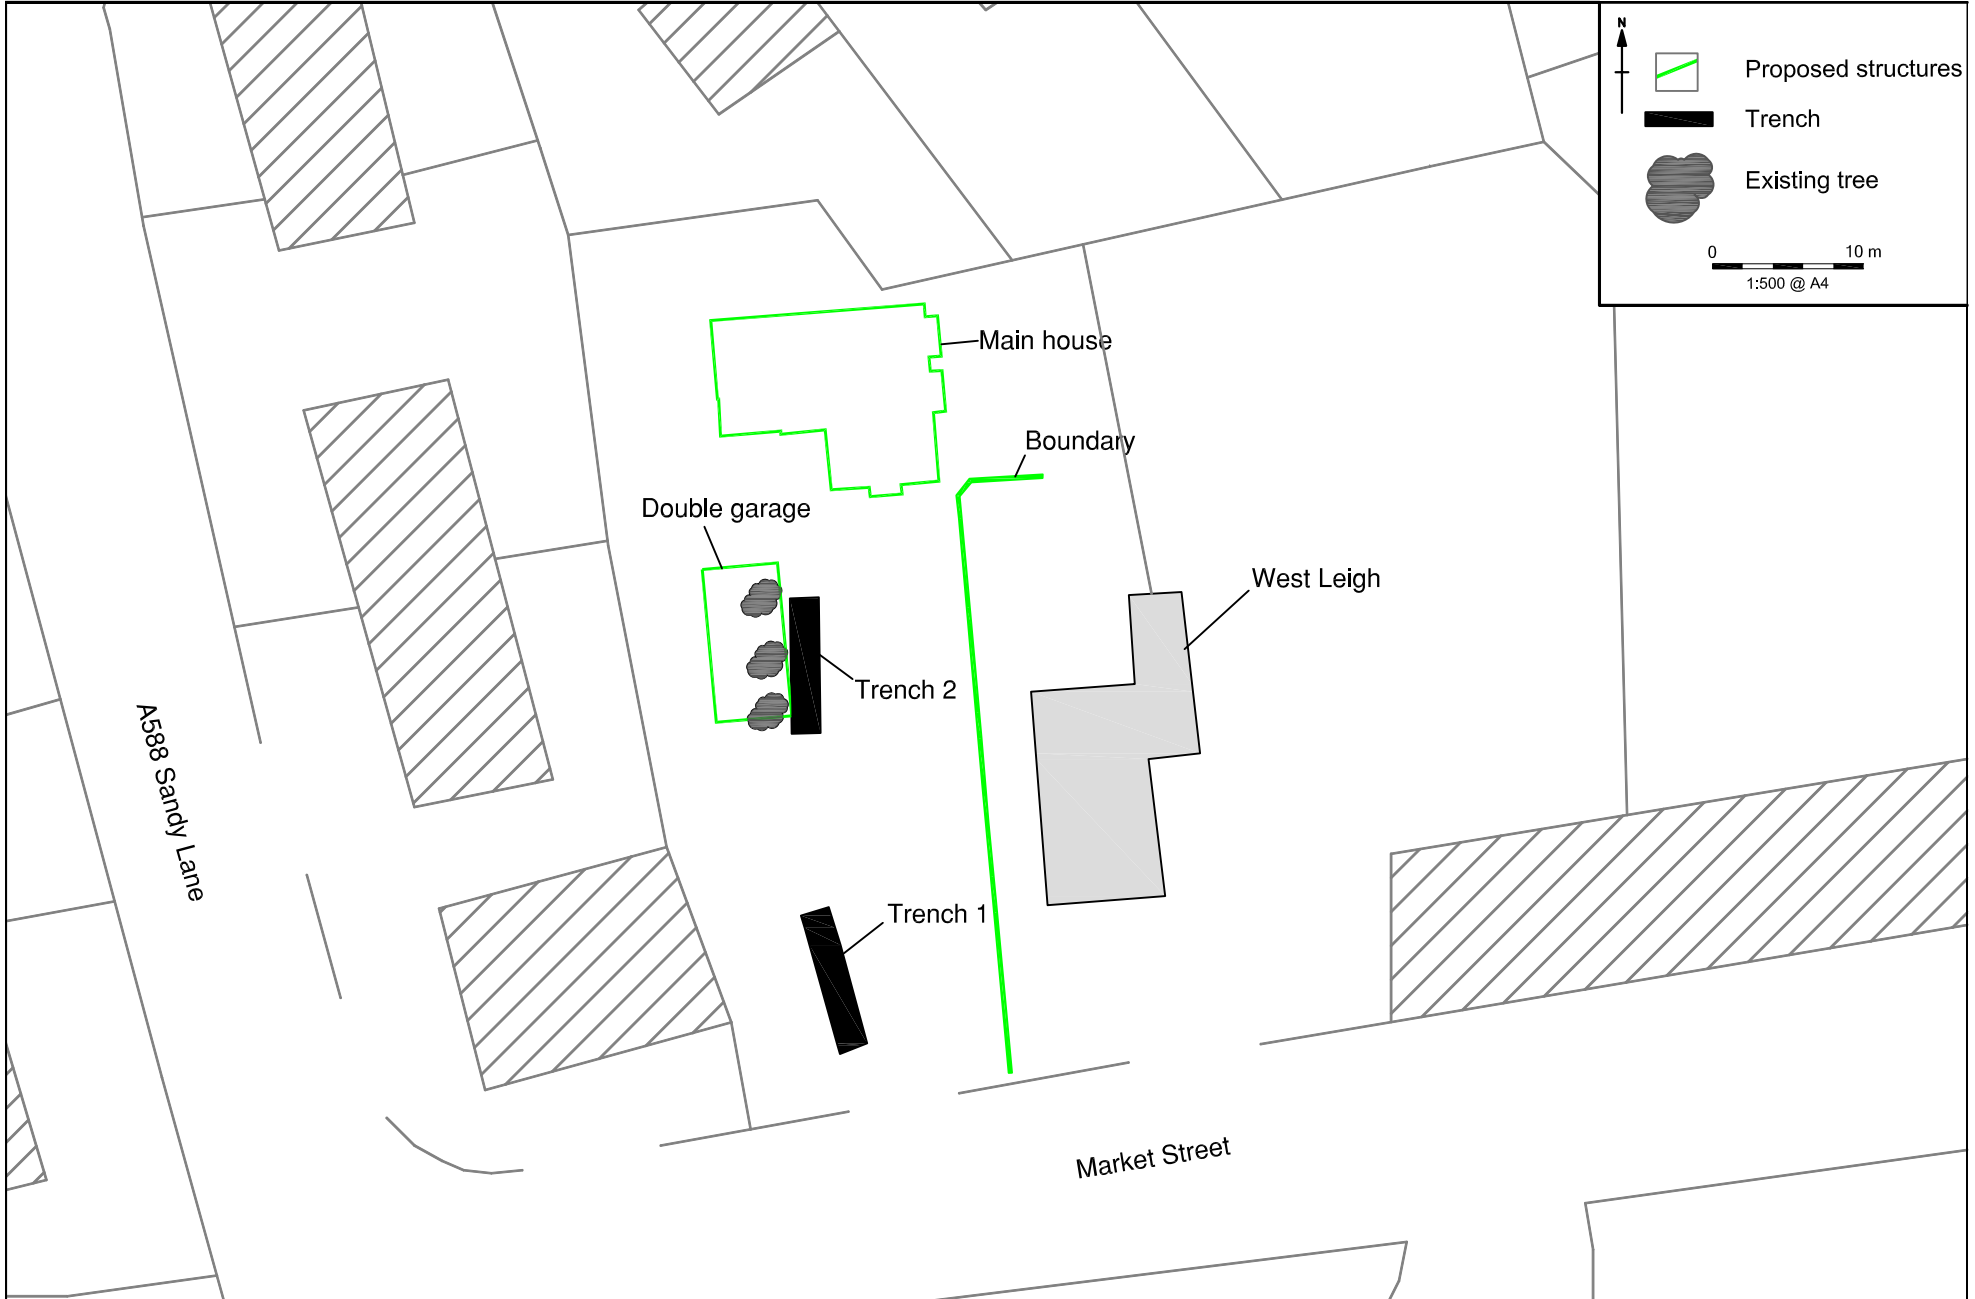 N
Proposed structures
Trench
Existing tree
0 10 m
1:500 @ A4
Main house
Boundary
Double garage
West Leigh
Trench 2
A588 Sandy Lane
Trench 1
Market Street